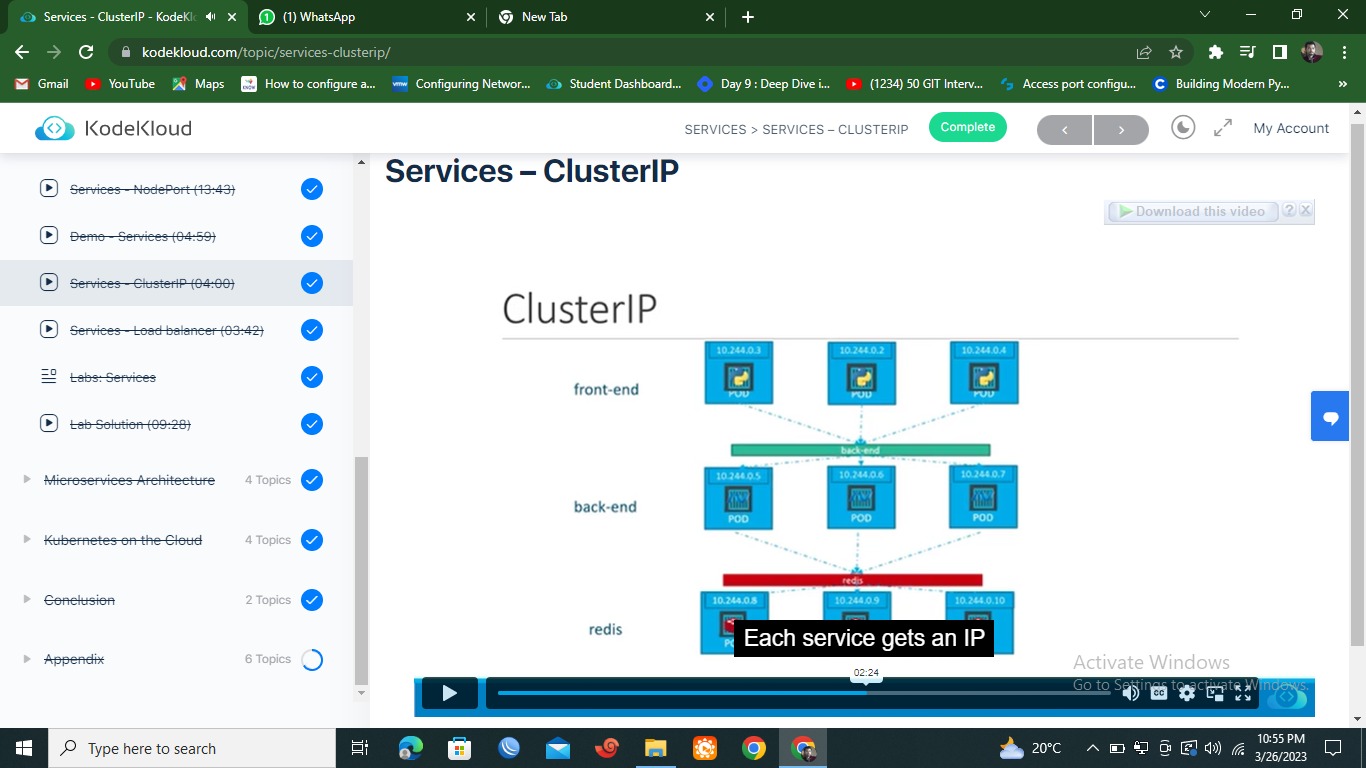 Services - ClusterIP - KodeKlo
(1) WhatsApp
New Tab
kodekloud.com/topic/services-clusterip/
Gmail
YouTube
Maps
How to configure a...
Configuring Networ...
Student Dashboard...
Day 9 : Deep Dive i...
(1234) 50 GIT Interv...
Access port configu...
Building Modern Py...
KodeKloud
SERVICES > SERVICES – CLUSTERIP
Complete
My Account
Services - NodePort (13:43)
Demo - Services (04:59)
Services - ClusterIP (04:00)
Services - Load balancer (03:42)
Labs: Services
Lab Solution (09:28)
Microservices Architecture 4 Topics
Kubernetes on the Cloud 4 Topics
Conclusion 2 Topics
Appendix 6 Topics
Services – ClusterIP
Download this video
ClusterIP
10.244.0.3 10.244.0.2 10.244.0.4
front-end
POD POD POD
back-end
10.244.0.5 10.244.0.6 10.244.0.7
back-end
POD POD POD
redis
10.244.0.8 10.244.0.9 10.244.0.10
redis
Each service gets an IP
02:24
CC
Activate Windows
Go to Settings to activate Windows.
Type here to search
20°C
10:55 PM
3/26/2023